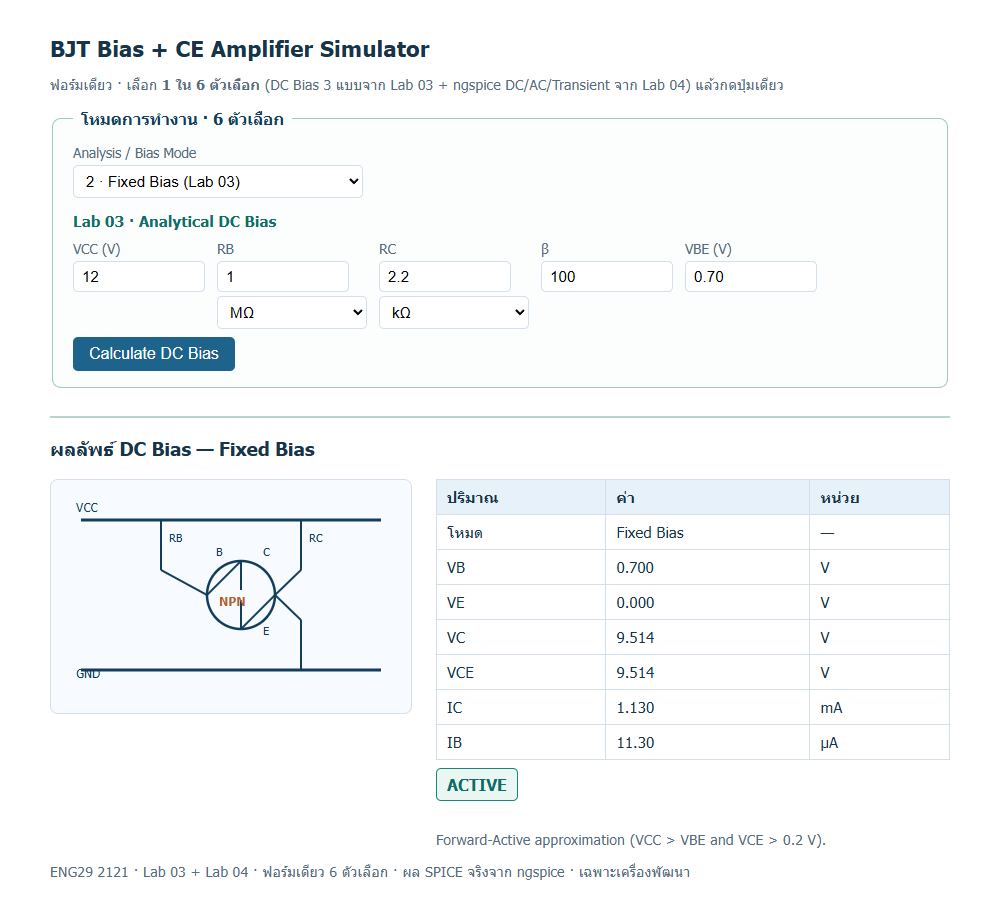 BJT Bias + CE Amplifier Simulator
ฟอร์มเดียว · เลือก 1 ใน 6 ตัวเลือก (DC Bias 3 แบบจาก Lab 03 + ngspice DC/AC/Transient จาก Lab 04) แล้วกดปุ่มเดียว
โหมดการทำงาน · 6 ตัวเลือก
Analysis / Bias Mode
2 · Fixed Bias (Lab 03)
Lab 03 · Analytical DC Bias
VCC (V) RB RC β VBE (V)
12 1 2.2 100 0.70
MΩ kΩ
Calculate DC Bias
ผลลัพธ์ DC Bias — Fixed Bias
VCC
RB RC
B C
NPN
E
GND
ปริมาณ ค่า หน่วย
โหมด Fixed Bias —
VB 0.700 V
VE 0.000 V
VC 9.514 V
VCE 9.514 V
IC 1.130 mA
IB 11.30 µA
ACTIVE
Forward-Active approximation (VCC > VBE and VCE > 0.2 V).
ENG29 2121 · Lab 03 + Lab 04 · ฟอร์มเดียว 6 ตัวเลือก · ผล SPICE จริงจาก ngspice · เฉพาะเครื่องพัฒนา